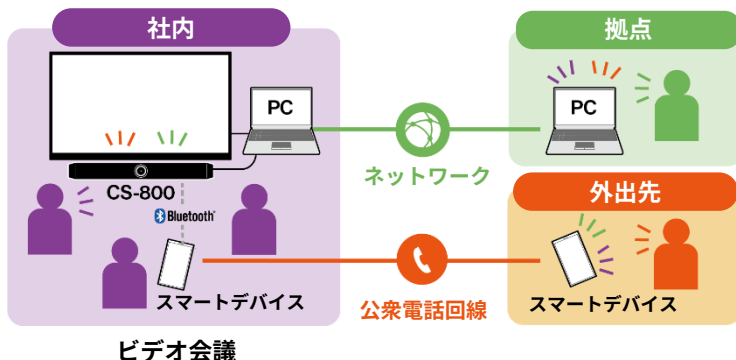 社内
拠点
PC
PC
ネットワーク
CS-800
Bluetooth®
外出先
スマートデバイス
公衆電話回線
スマートデバイス
ビデオ会議